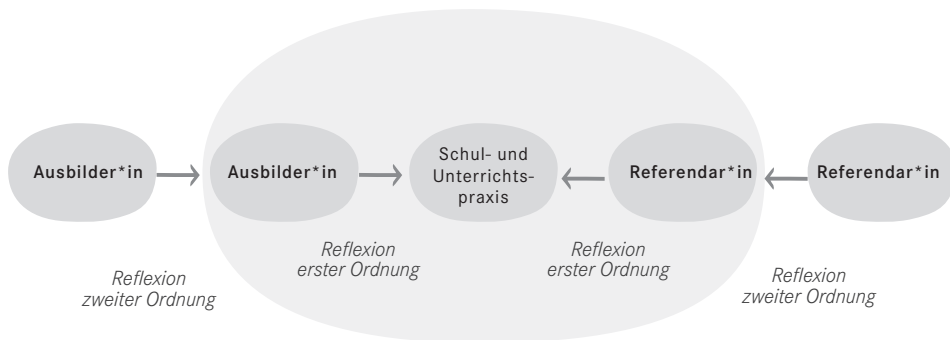 Ausbilder*in
Ausbilder*in
Schul- und
Unterrichts-
praxis
Referendar*in
Referendar*in
Reflexion
erster Ordnung
Reflexion
erster Ordnung
Reflexion
zweiter Ordnung
Reflexion
zweiter Ordnung